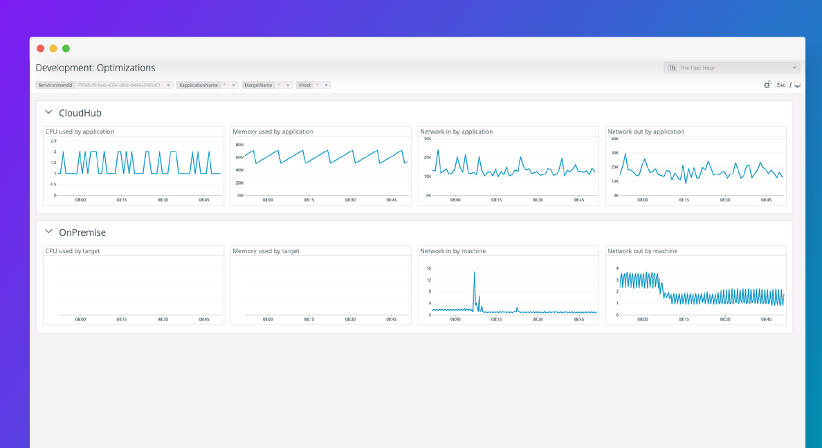 Development: Optimizations
1h The Past Hour
$environmentId
$applicationName *
$targetName *
$host *
Esc /
CloudHub
CPU used by application
2.5
2
1.5
1
0.5
0
08:00 08:15 08:30 08:45
Memory used by application
80M
60M
40M
20M
0M
08:00 08:15 08:30 08:45
Network in by application
30K
20K
10K
0K
08:00 08:15 08:30 08:45
Network out by application
40K
30K
20K
10K
0K
08:00 08:15 08:30 08:45
OnPremise
CPU used by target
08:00 08:15 08:30 08:45
Memory used by target
08:00 08:15 08:30 08:45
Network in by machine
16
12
8
4
0
08:00 08:15 08:30 08:45
Network out by machine
4
3
2
1
0
08:00 08:15 08:30 08:45